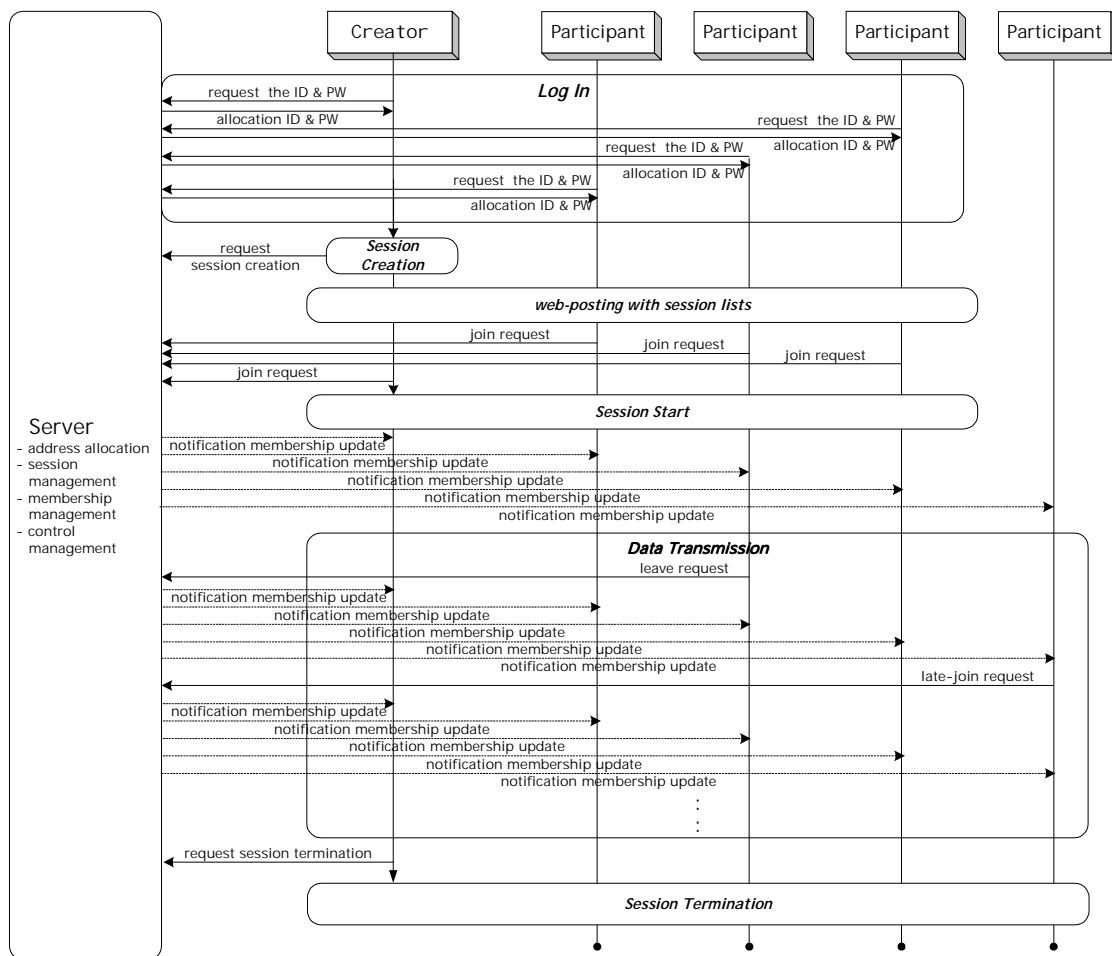 Creator
Participant
Participant
Participant
Participant
Log In
request the ID & PW
allocation ID & PW
request the ID & PW
allocation ID & PW
request the ID & PW
allocation ID & PW
request the ID & PW
allocation ID & PW
Session
Creation
request
session creation
web-posting with session lists
join request
join request
join request
join request
Session Start
Server
- address allocation
- session
management
- membership
management
- control
management
notification membership update
notification membership update
notification membership update
notification membership update
notification membership update
Data Transmission
leave request
notification membership update
notification membership update
notification membership update
notification membership update
notification membership update
late-join request
notification membership update
notification membership update
notification membership update
notification membership update
notification membership update
request session termination
Session Termination